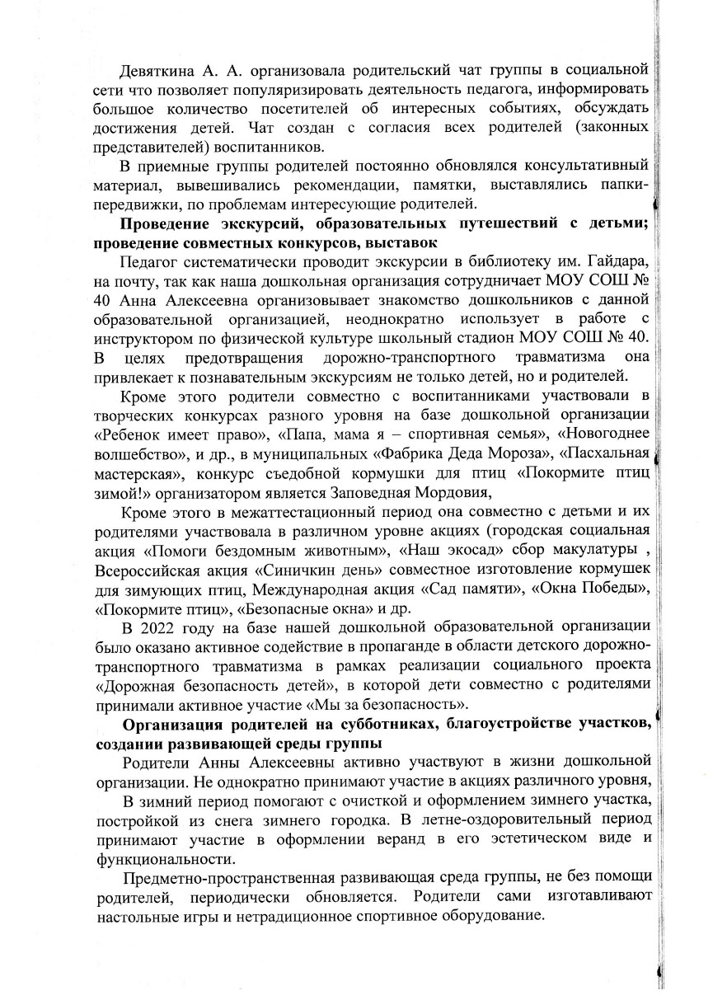 Девяткина А. А. организовала родительский чат группы в социальной
сети что позволяет популяризировать деятельность педагога, информировать
большое количество посетителей об интересных событиях, обсуждать
достижения детей. Чат создан с согласия всех родителей (законных
представителей) воспитанников.
В приемные группы родителей постоянно обновлялся консультативный
материал, вывешивались рекомендации, памятки, выставлялись папки-
передвижки, по проблемам интересующие родителей.
Проведение экскурсий, образовательных путешествий с детьми;
проведение совместных конкурсов, выставок
Педагог систематически проводит экскурсии в библиотеку им. Гайдара,
на почту, так как наша дошкольная организация сотрудничает МОУ СОШ №
40 Анна Алексеевна организовывает знакомство дошкольников с данной
образовательной организацией, неоднократно использует в работе с
инструктором по физической культуре школьный стадион МОУ СОШ № 40.
В целях предотвращения дорожно-транспортного травматизма она
привлекает к познавательным экскурсиям не только детей, но и родителей.
Кроме этого родители совместно с воспитанниками участвовали в
творческих конкурсах разного уровня на базе дошкольной организации
«Ребенок имеет право», «Папа, мама я – спортивная семья», «Новогоднее
волшебство», и др., в муниципальных «Фабрика Деда Мороза», «Пасхальная
мастерская», конкурс съедобной кормушки для птиц «Покормите птиц
зимой!» организатором является Заповедная Мордовия,
Кроме этого в межаттестационный период она совместно с детьми и их
родителями участвовала в различном уровне акциях (городская социальная
акция «Помоги бездомным животным», «Наш экосад» сбор макулатуры ,
Всероссийская акция «Синичкин день» совместное изготовление кормушек
для зимующих птиц, Международная акция «Сад памяти», «Окна Победы»,
«Покормите птиц», «Безопасные окна» и др.
В 2022 году на базе нашей дошкольной образовательной организации
было оказано активное содействие в пропаганде в области детского дорожно-
транспортного травматизма в рамках реализации социального проекта
«Дорожная безопасность детей», в которой дети совместно с родителями
принимали активное участие «Мы за безопасность».
Организация родителей на субботниках, благоустройстве участков,
создании развивающей среды группы
Родители Анны Алексеевны активно участвуют в жизни дошкольной
организации. Не однократно принимают участие в акциях различного уровня,
В зимний период помогают с очисткой и оформлением зимнего участка,
постройкой из снега зимнего городка. В летне-оздоровительный период
принимают участие в оформлении веранд в его эстетическом виде и
функциональности.
Предметно-пространственная развивающая среда группы, не без помощи
родителей, периодически обновляется. Родители сами изготавливают
настольные игры и нетрадиционное спортивное оборудование.